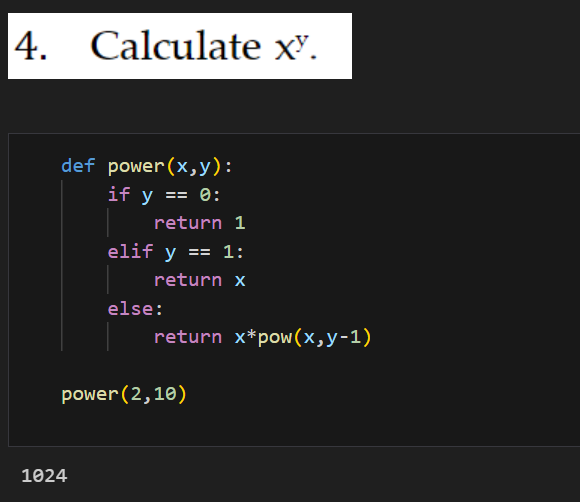 4. Calculate xʸ.
def power(x,y):
    if y == 0:
        return 1
    elif y == 1:
        return x
    else:
        return x*pow(x,y-1)
power(2,10)
1024